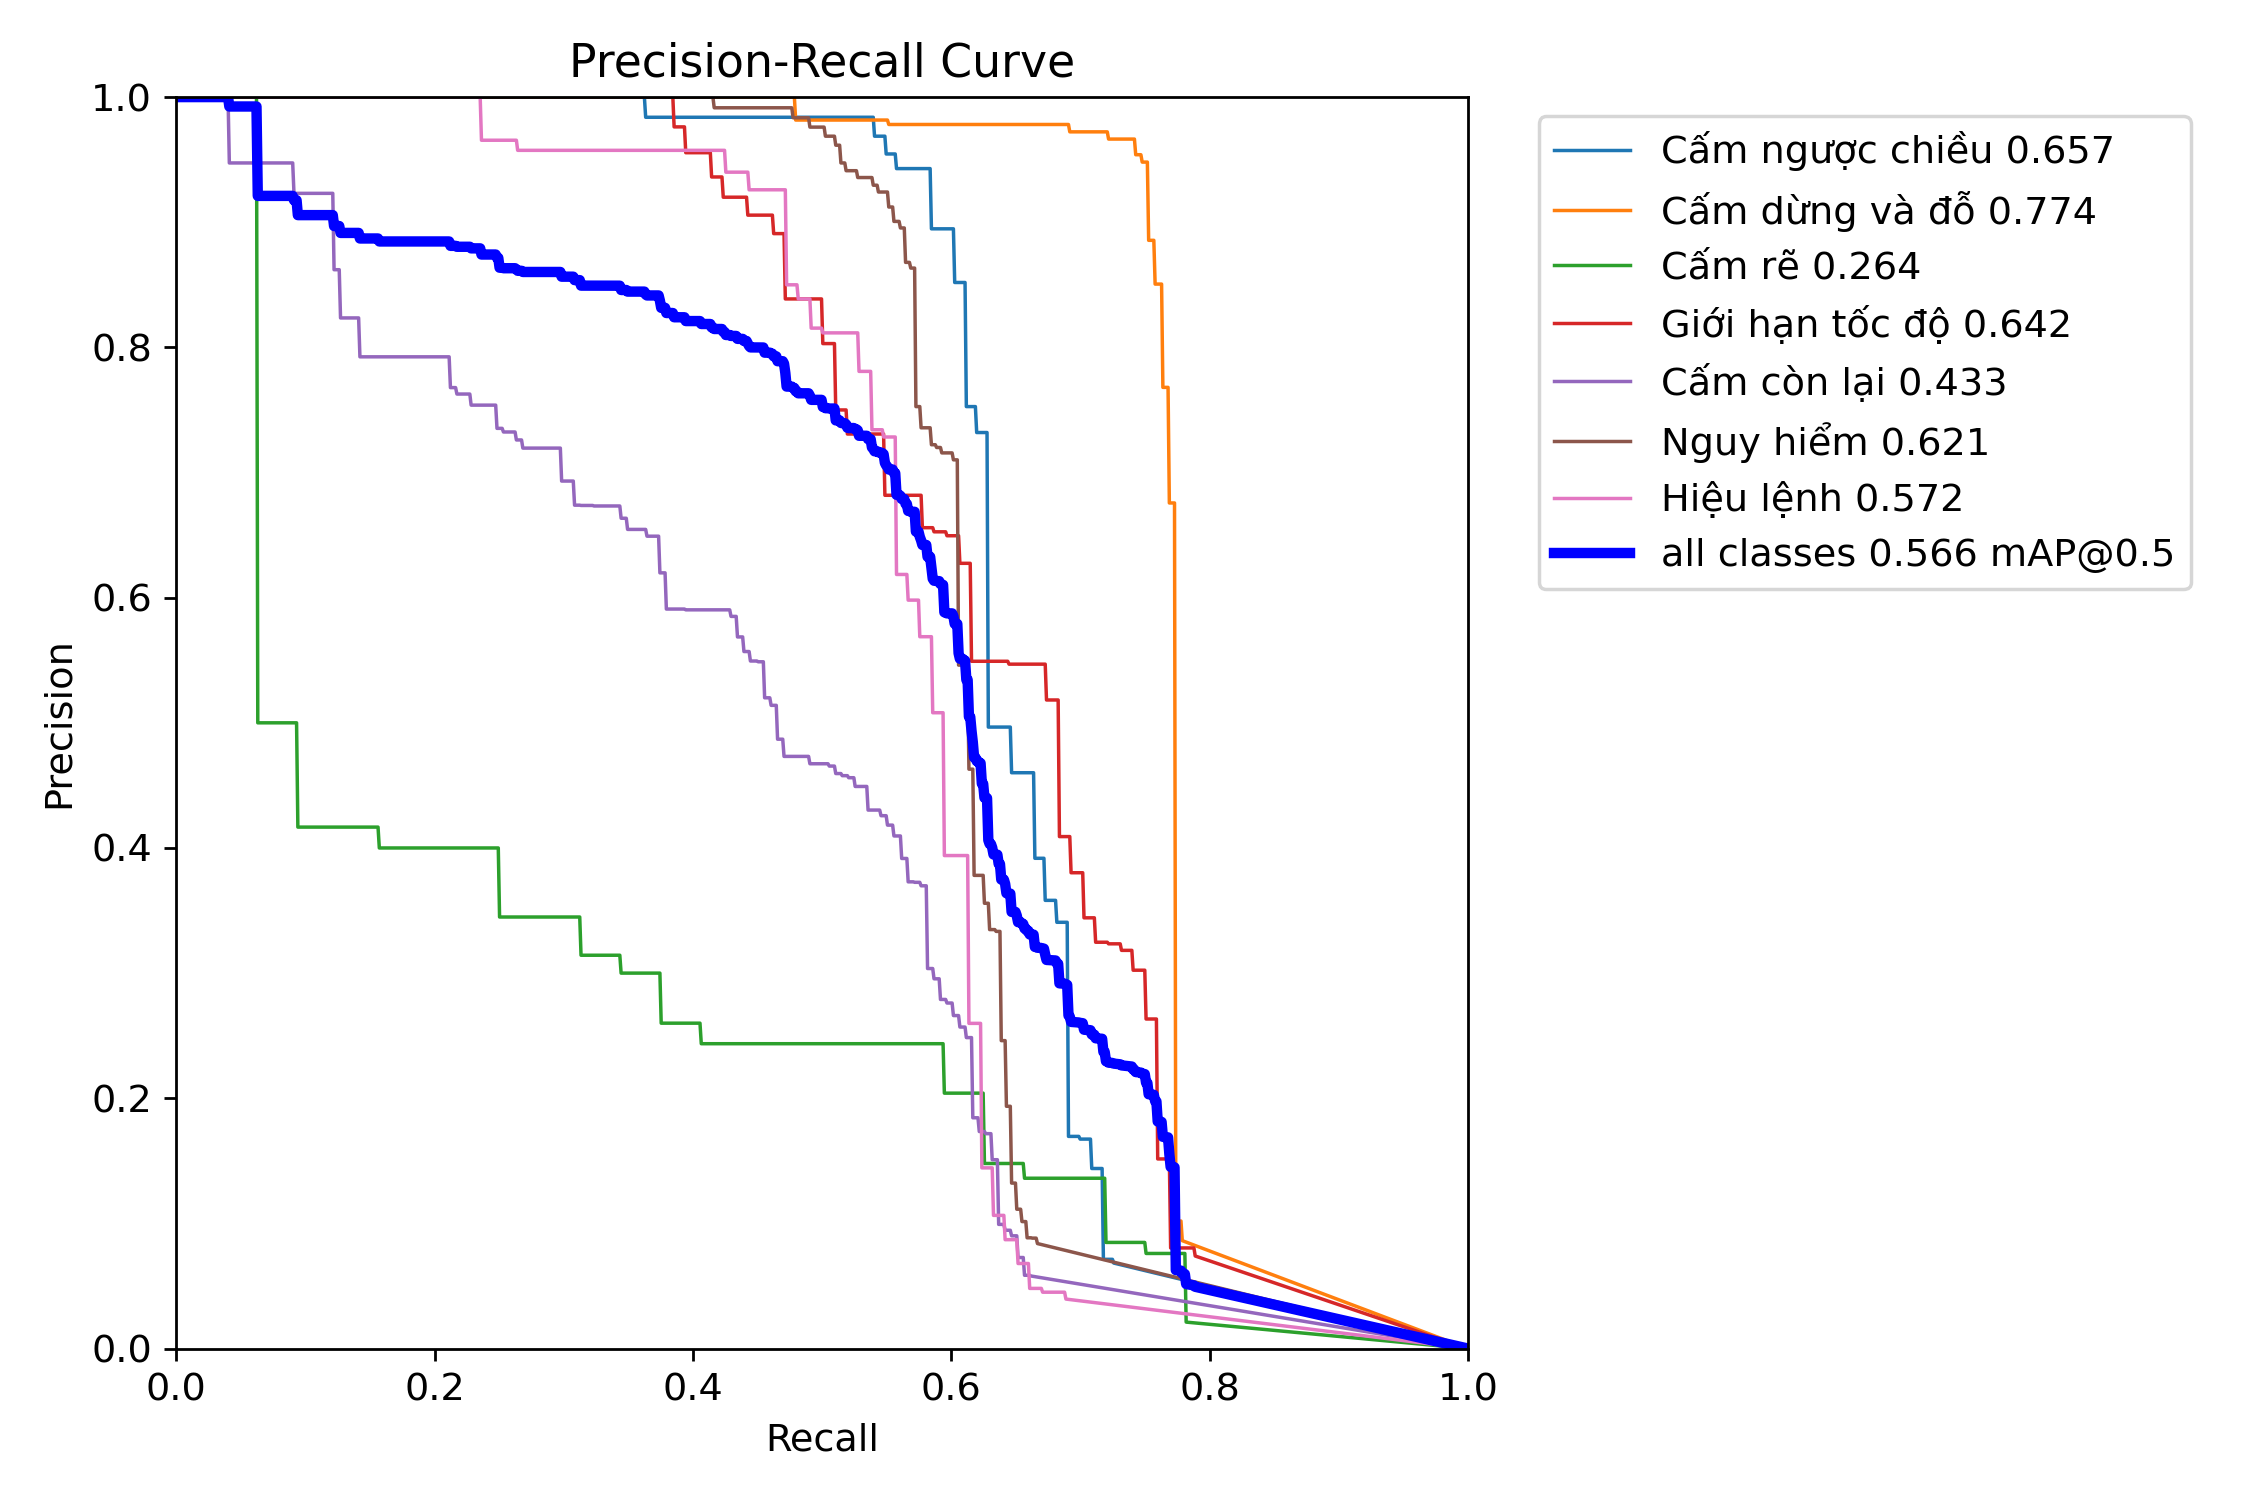 Precision-Recall Curve
1.0
0.8
0.6
0.4
0.2
0.0
Precision
0.0 0.2 0.4 0.6 0.8 1.0
Recall
Cấm ngược chiều 0.657
Cấm dừng và đỗ 0.774
Cấm rẽ 0.264
Giới hạn tốc độ 0.642
Cấm còn lại 0.433
Nguy hiểm 0.621
Hiệu lệnh 0.572
all classes 0.566 mAP@0.5